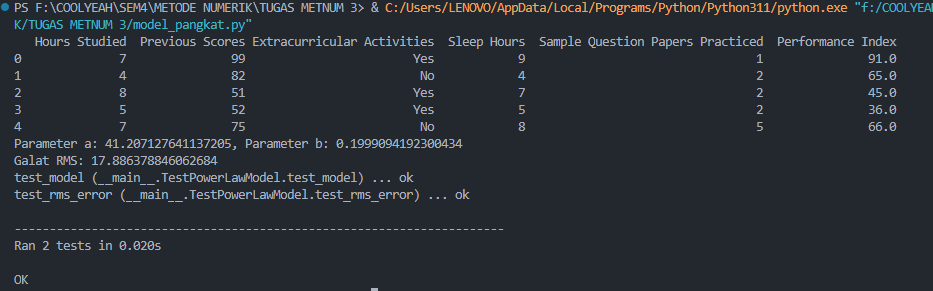 PS F:\COOLYEAH\SEM4\METODE NUMERIK\TUGAS METNUM 3> & C:/Users/LENOVO/AppData/Local/Programs/Python/Python311/python.exe "f:/COOLYEA
K/TUGAS METNUM 3/model_pangkat.py"
   Hours Studied  Previous Scores Extracurricular Activities  Sleep Hours  Sample Question Papers Practiced  Performance Index
0              7               99                        Yes            9                                 1               91.0
1              4               82                         No            4                                 2               65.0
2              8               51                        Yes            7                                 2               45.0
3              5               52                        Yes            5                                 2               36.0
4              7               75                         No            8                                 5               66.0
Parameter a: 41.207127641137205, Parameter b: 0.1999094192300434
Galat RMS: 17.886378846062684
test_model (__main__.TestPowerLawModel.test_model) ... ok
test_rms_error (__main__.TestPowerLawModel.test_rms_error) ... ok
----------------------------------------------------------------------
Ran 2 tests in 0.020s
OK